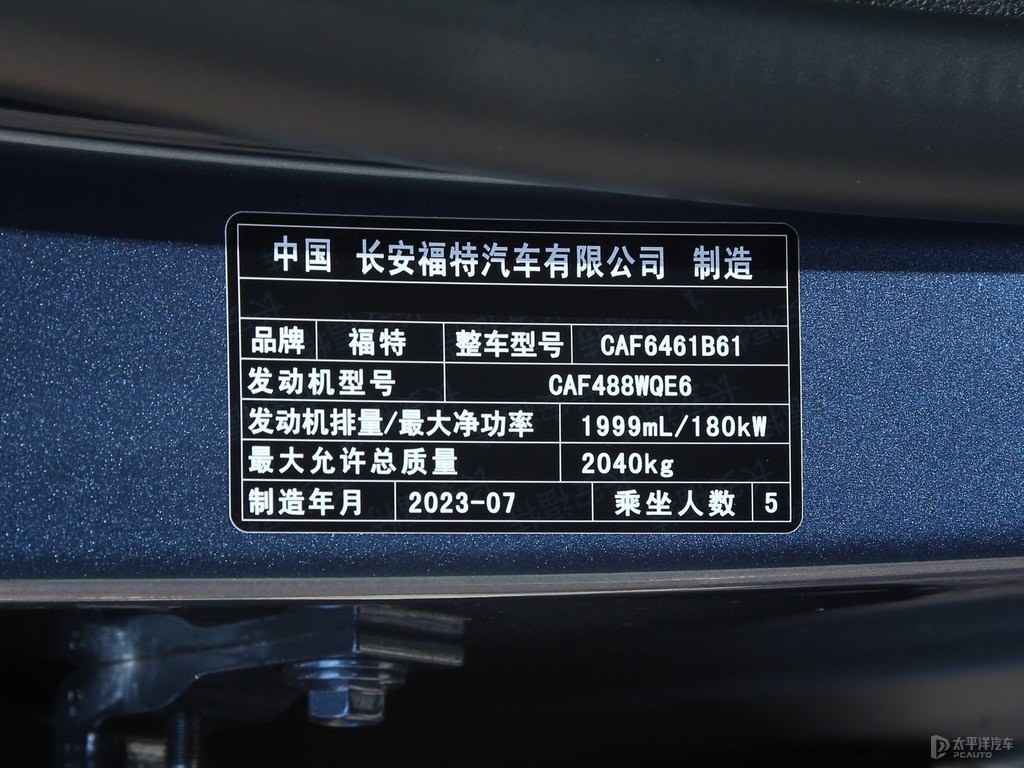 中国 长安福特汽车有限公司 制造
品牌 福特 整车型号 CAF6461B61
发动机型号 CAF488WQE6
发动机排量/最大净功率 1999mL/180kW
最大允许总质量 2040kg
制造年月 2023-07 乘坐人数 5
太平洋汽车
PCAUTO